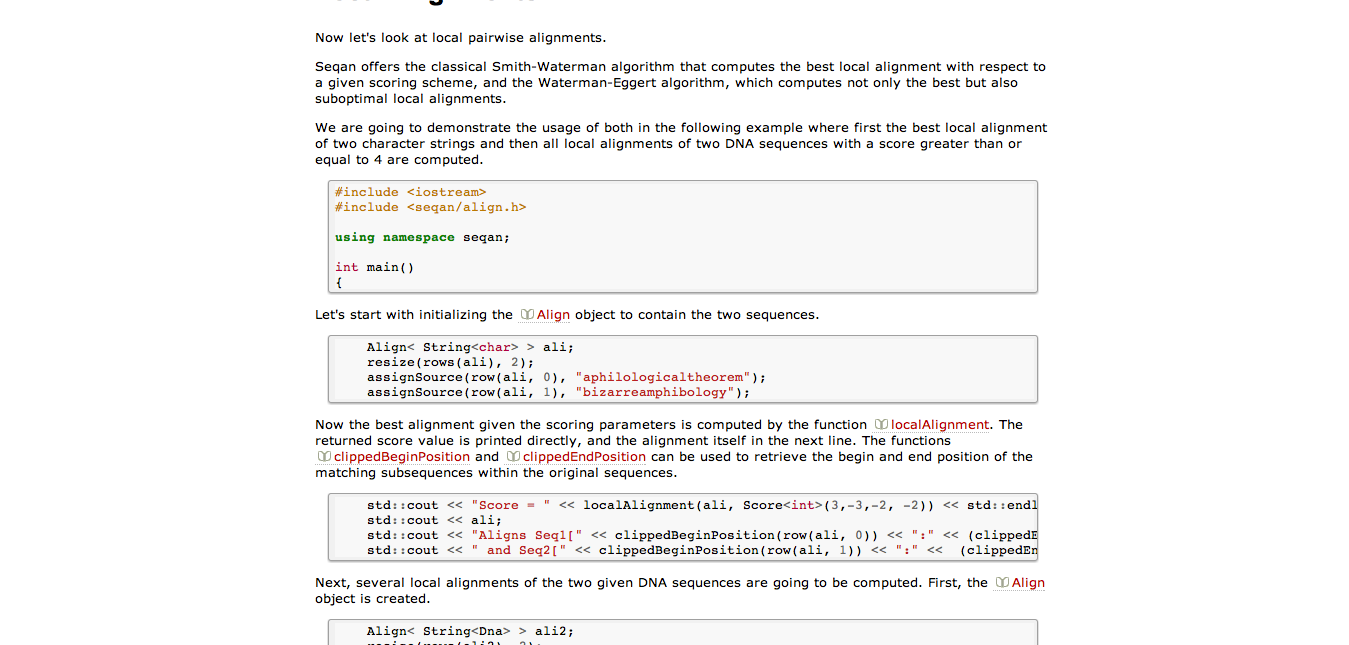 Now let's look at local pairwise alignments.
Seqan offers the classical Smith-Waterman algorithm that computes the best local alignment with respect to
a given scoring scheme, and the Waterman-Eggert algorithm, which computes not only the best but also
suboptimal local alignments.
We are going to demonstrate the usage of both in the following example where first the best local alignment
of two character strings and then all local alignments of two DNA sequences with a score greater than or
equal to 4 are computed.
#include <iostream>
#include <seqan/align.h>
using namespace seqan;
int main()
{
Let's start with initializing the Align object to contain the two sequences.
Align< String<char> > ali;
resize(rows(ali), 2);
assignSource(row(ali, 0), "aphilologicaltheorem");
assignSource(row(ali, 1), "bizarreamphibology");
Now the best alignment given the scoring parameters is computed by the function localAlignment. The
returned score value is printed directly, and the alignment itself in the next line. The functions
clippedBeginPosition and clippedEndPosition can be used to retrieve the begin and end position of the
matching subsequences within the original sequences.
std::cout << "Score = " << localAlignment(ali, Score<int>(3,-3,-2, -2)) << std::endl
std::cout << ali;
std::cout << "Aligns Seq1[" << clippedBeginPosition(row(ali, 0)) << ":" << (clippedE
std::cout << " and Seq2[" << clippedBeginPosition(row(ali, 1)) << ":" << (clippedEn
Next, several local alignments of the two given DNA sequences are going to be computed. First, the Align
object is created.
Align< String<Dna> > ali2;